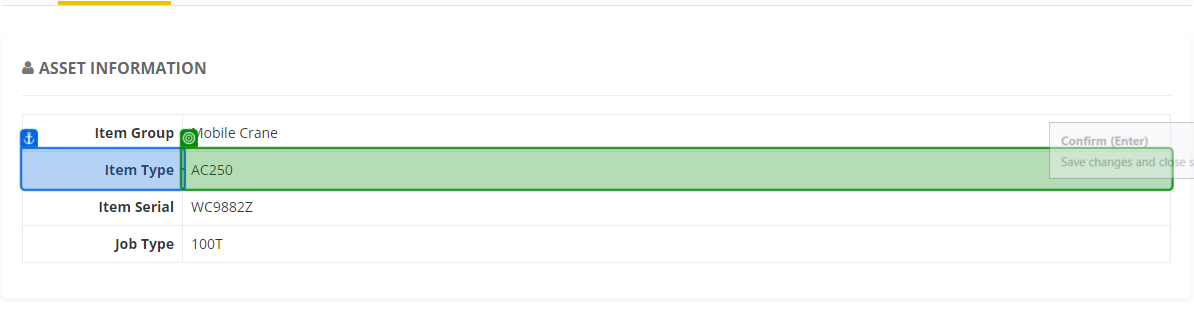 ASSET INFORMATION
Item Group Mobile Crane
Confirm (Enter)
Item Type AC250
Save changes and close s
Item Serial WC9882Z
Job Type 100T